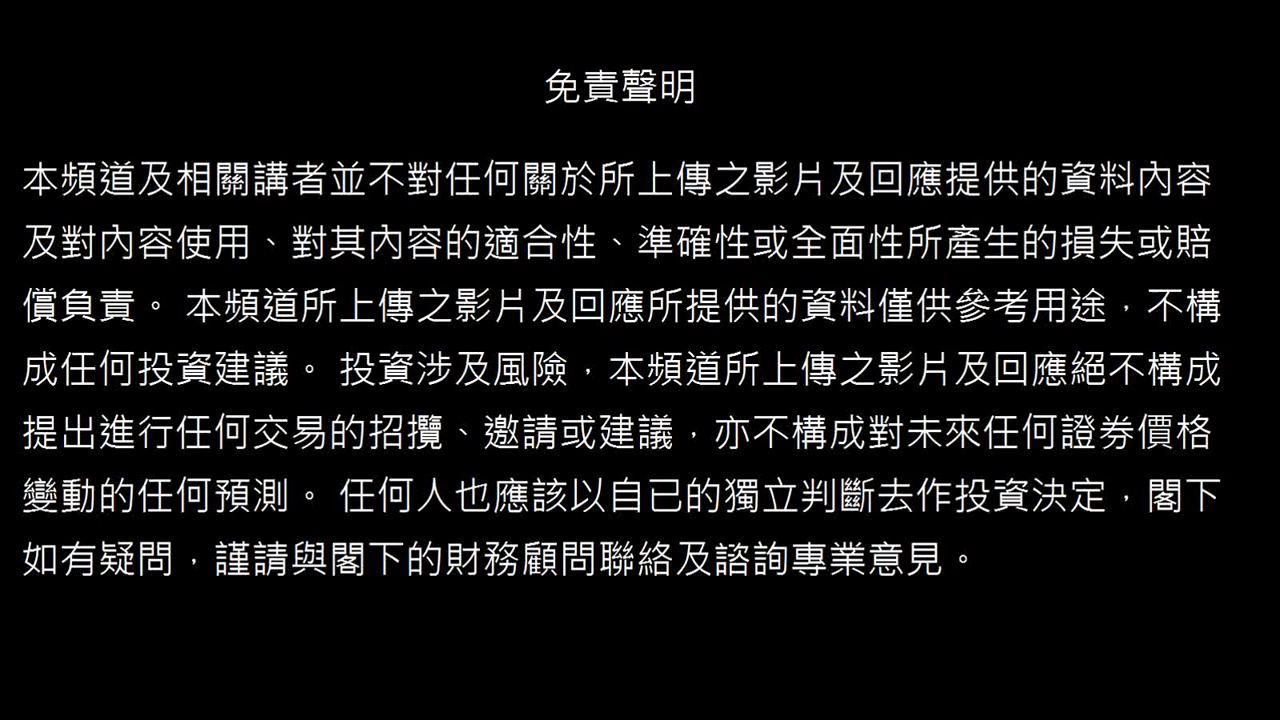 免責聲明
本頻道及相關講者並不對任何關於所上傳之影片及回應提供的資料內容
及對內容使用、對其內容的適合性、準確性或全面性所產生的損失或賠
償負責。 本頻道所上傳之影片及回應所提供的資料僅供參考用途，不構
成任何投資建議。 投資涉及風險，本頻道所上傳之影片及回應絕不構成
提出進行任何交易的招攬、邀請或建議，亦不構成對未來任何證券價格
變動的任何預測。 任何人也應該以自已的獨立判斷去作投資決定，閣下
如有疑問，謹請與閣下的財務顧問聯絡及諮詢專業意見。